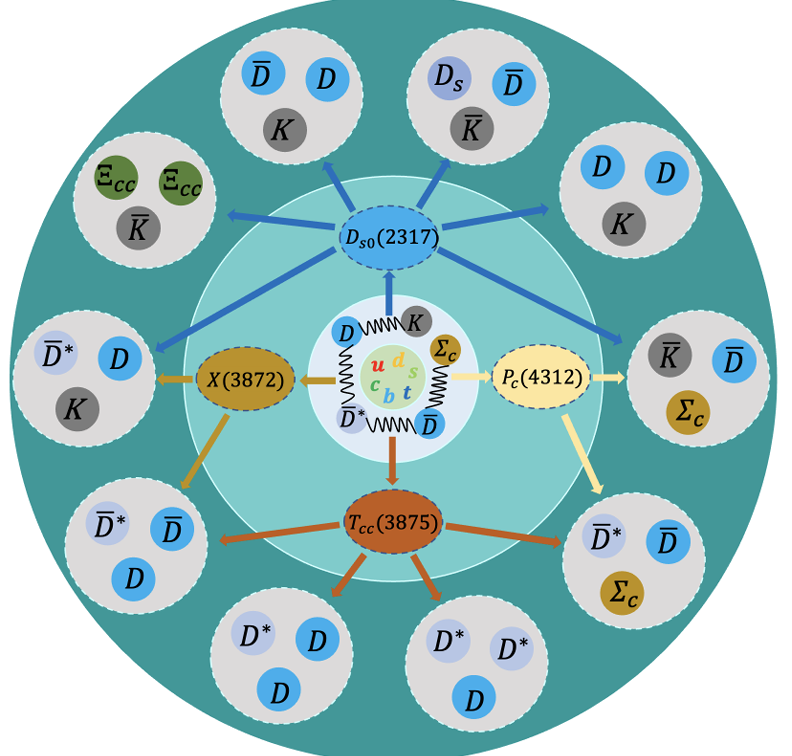 D̅ D
K
D_s D̅
K̅
Ξ_cc Ξ_cc
K̅
D D
K
D_s0(2317)
D̅* D
K
X(3872)
D K
Σ_c
u d s
c b t
D̅* D̅
P_c(4312)
K̅ D̅
Σ_c
D̅* D̅
D
T_cc(3875)
D̅* D̅
Σ_c
D* D
D
D* D*
D